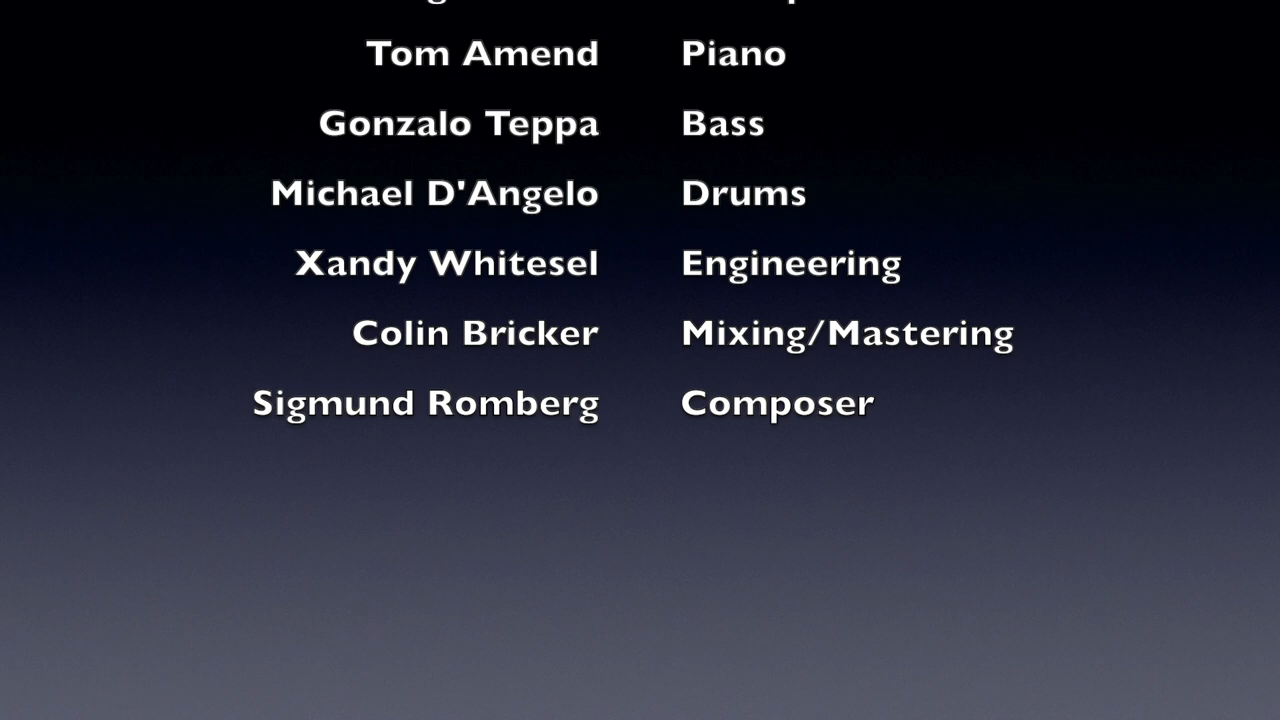 Tom Amend Piano
Gonzalo Teppa Bass
Michael D'Angelo Drums
Xandy Whitesel Engineering
Colin Bricker Mixing/Mastering
Sigmund Romberg Composer